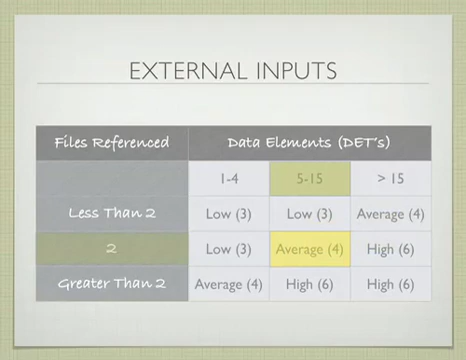 EXTERNAL INPUTS
Files Referenced Data Elements (DET's)
1-4 5-15 > 15
Less Than 2 Low (3) Low (3) Average (4)
2 Low (3) Average (4) High (6)
Greater Than 2 Average (4) High (6) High (6)